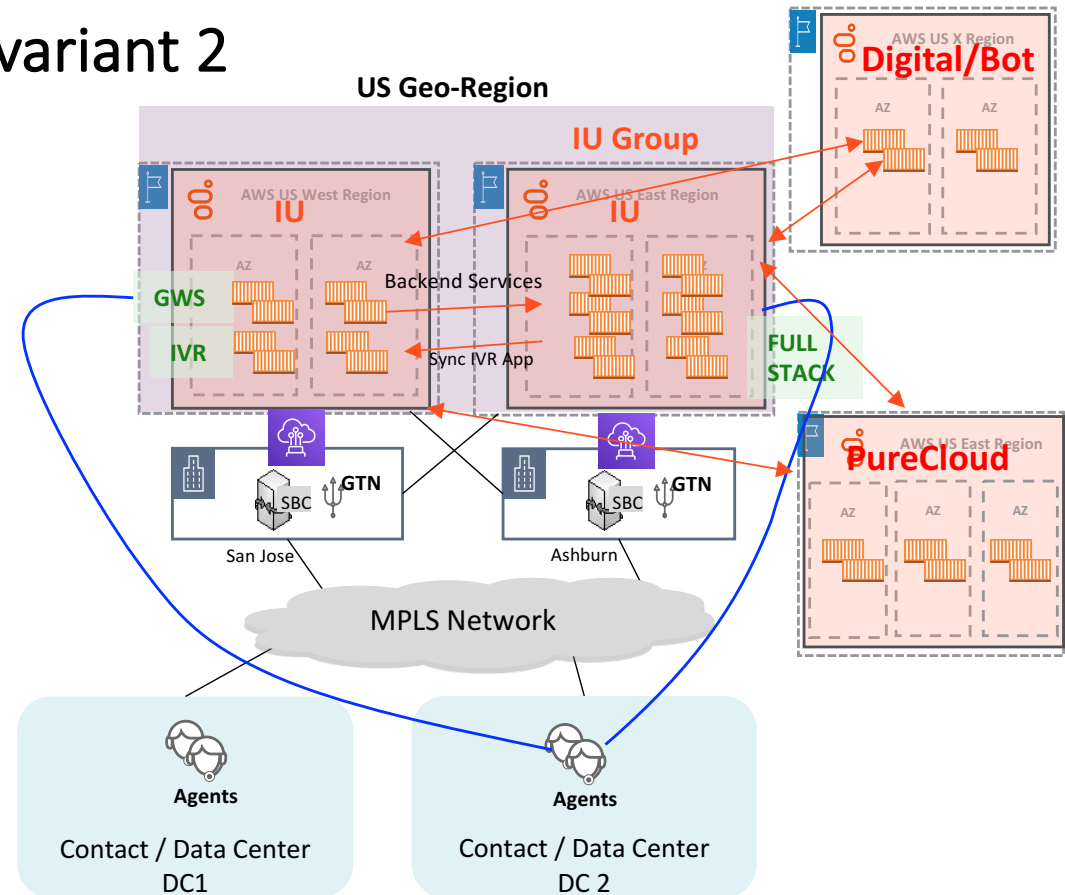 variant 2
US Geo-Region
AWS US X Region
Digital/Bot
AZ
AZ
IU Group
AWS US West Region
IU
AWS US East Region
IU
AZ
AZ
Backend Services
GWS
IVR
Sync IVR App
FULL
STACK
AWS US East Region
PureCloud
AZ
AZ
AZ
SBC
GTN
SBC
GTN
San Jose
Ashburn
MPLS Network
Agents
Agents
Contact / Data Center
DC1
Contact / Data Center
DC 2